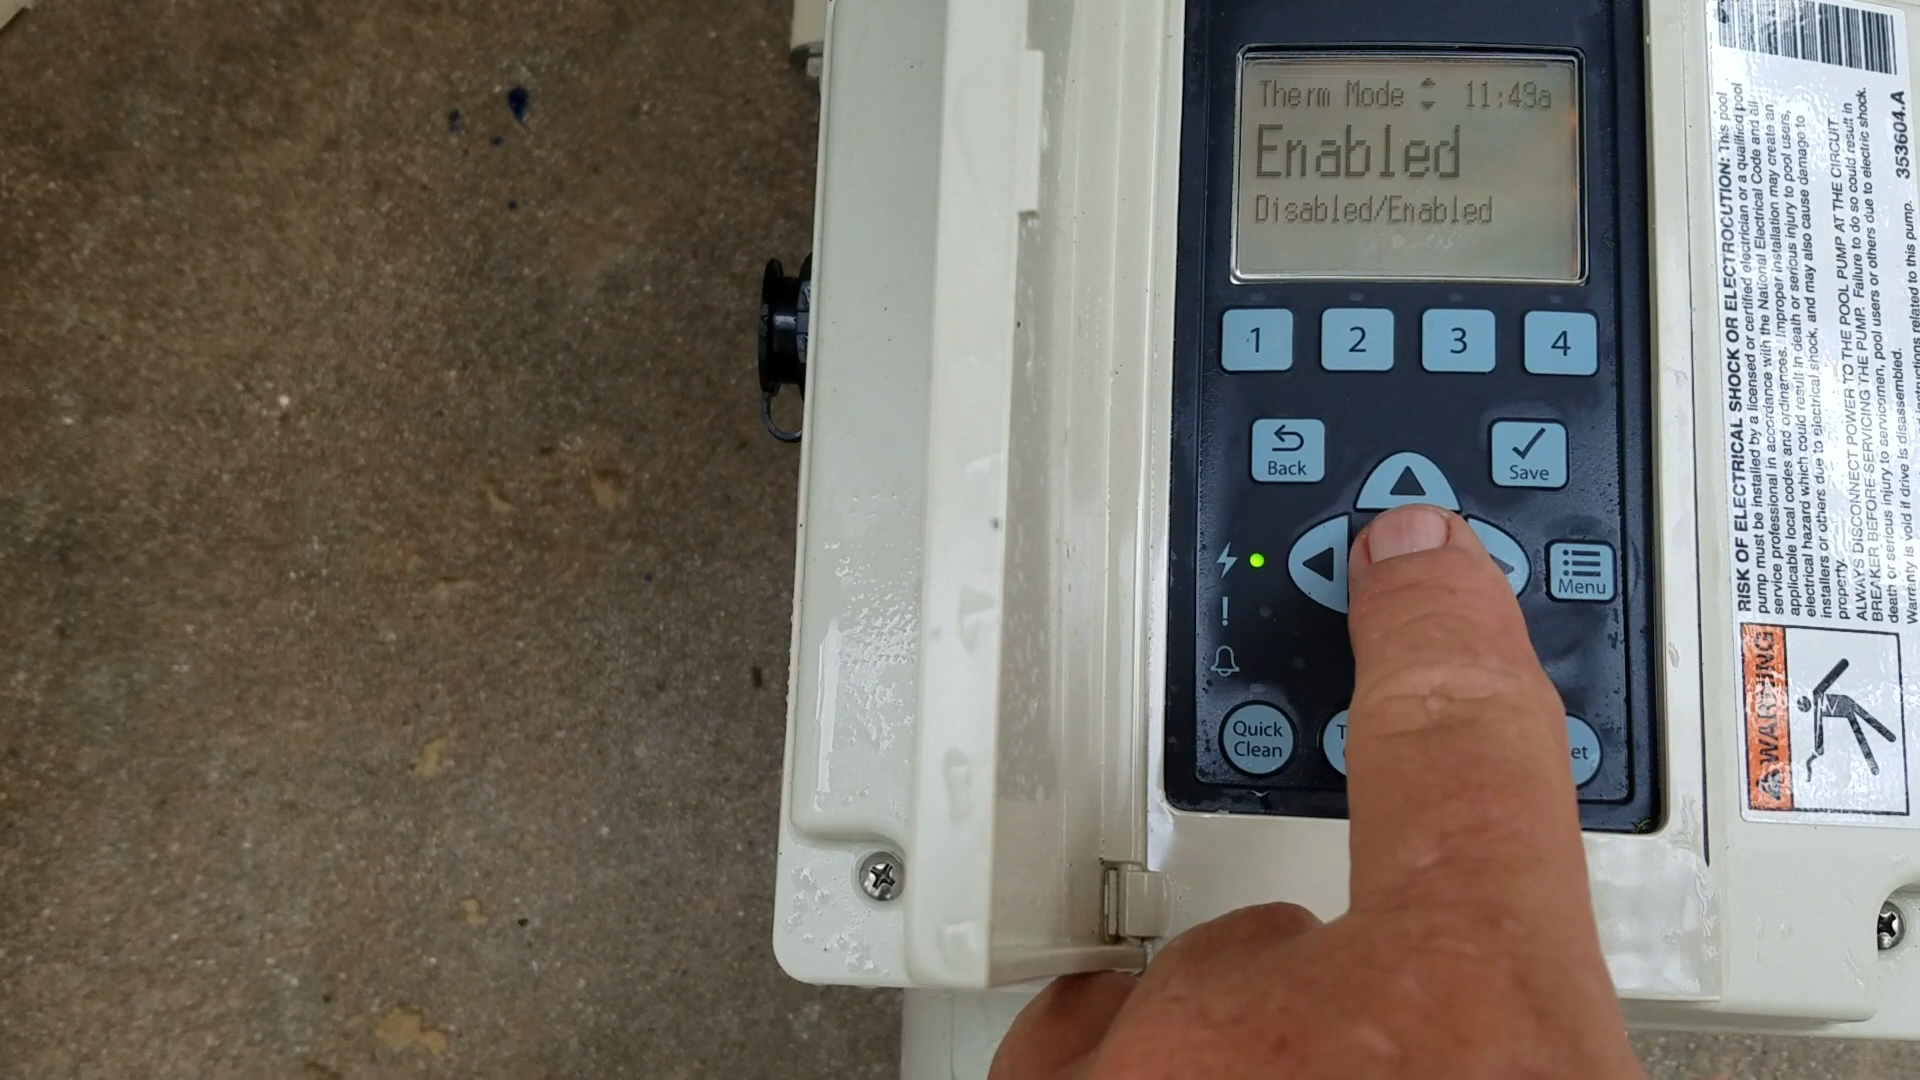 Therm Mode 11:49a
Enabled
Disabled/Enabled
1 2 3 4
Back
Save
Menu
!
Quick
Clean
et
RISK OF ELECTRICAL SHOCK OR ELECTROCUTION: This pool
pump must be installed by a licensed or certified electrician or a qualified pool
service professional in accordance with the National Electrical Code and all
applicable local codes and ordinances. Improper installation may create an
electrical hazard which could result in death or serious injury to pool users,
installers or others due to electrical shock, and may also cause damage to
property.
ALWAYS DISCONNECT POWER TO THE POOL PUMP AT THE CIRCUIT
BREAKER BEFORE SERVICING THE PUMP. Failure to do so could result in
death or serious injury to servicemen, pool users or others due to electric shock.
Warranty is void if drive is disassembled.
structions related to this pump.
353604.A
WARNING